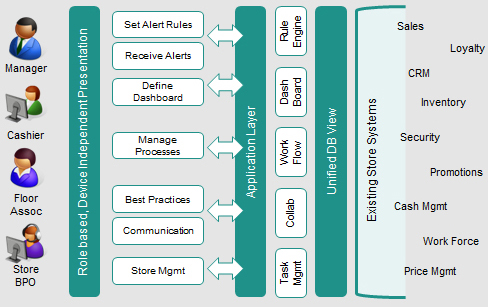 Manager
Cashier
Floor
Assoc
Store
BPO
Role based, Device Independent Presentation
Set Alert Rules
Receive Alerts
Define
Dashboard
Manage
Processes
Best Practices
Communication
Store Mgmt
Application Layer
Rule
Engine
Dash
Board
Work
Flow
Collab
Task
Mgmt
Unified DB View
Existing Store Systems
Sales
Loyalty
CRM
Inventory
Security
Promotions
Cash Mgmt
Work Force
Price Mgmt